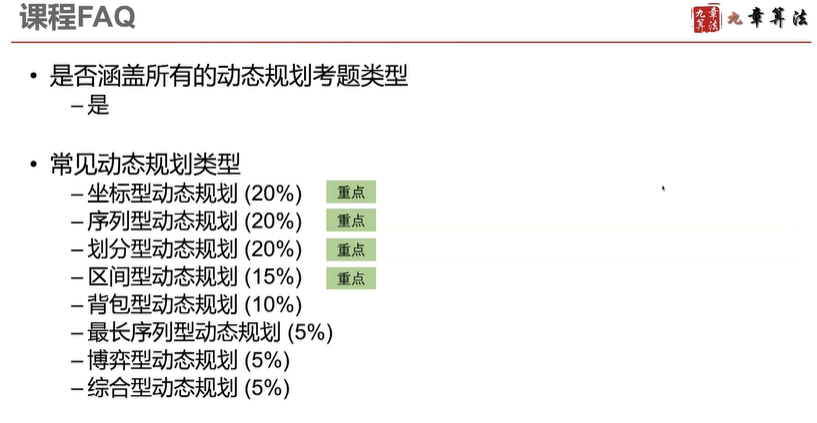 课程FAQ
九章算法 九章算法
• 是否涵盖所有的动态规划考题类型
– 是
• 常见动态规划类型
– 坐标型动态规划 (20%) 重点
– 序列型动态规划 (20%) 重点
– 划分型动态规划 (20%) 重点
– 区间型动态规划 (15%) 重点
– 背包型动态规划 (10%)
– 最长序列型动态规划 (5%)
– 博弈型动态规划 (5%)
– 综合型动态规划 (5%)